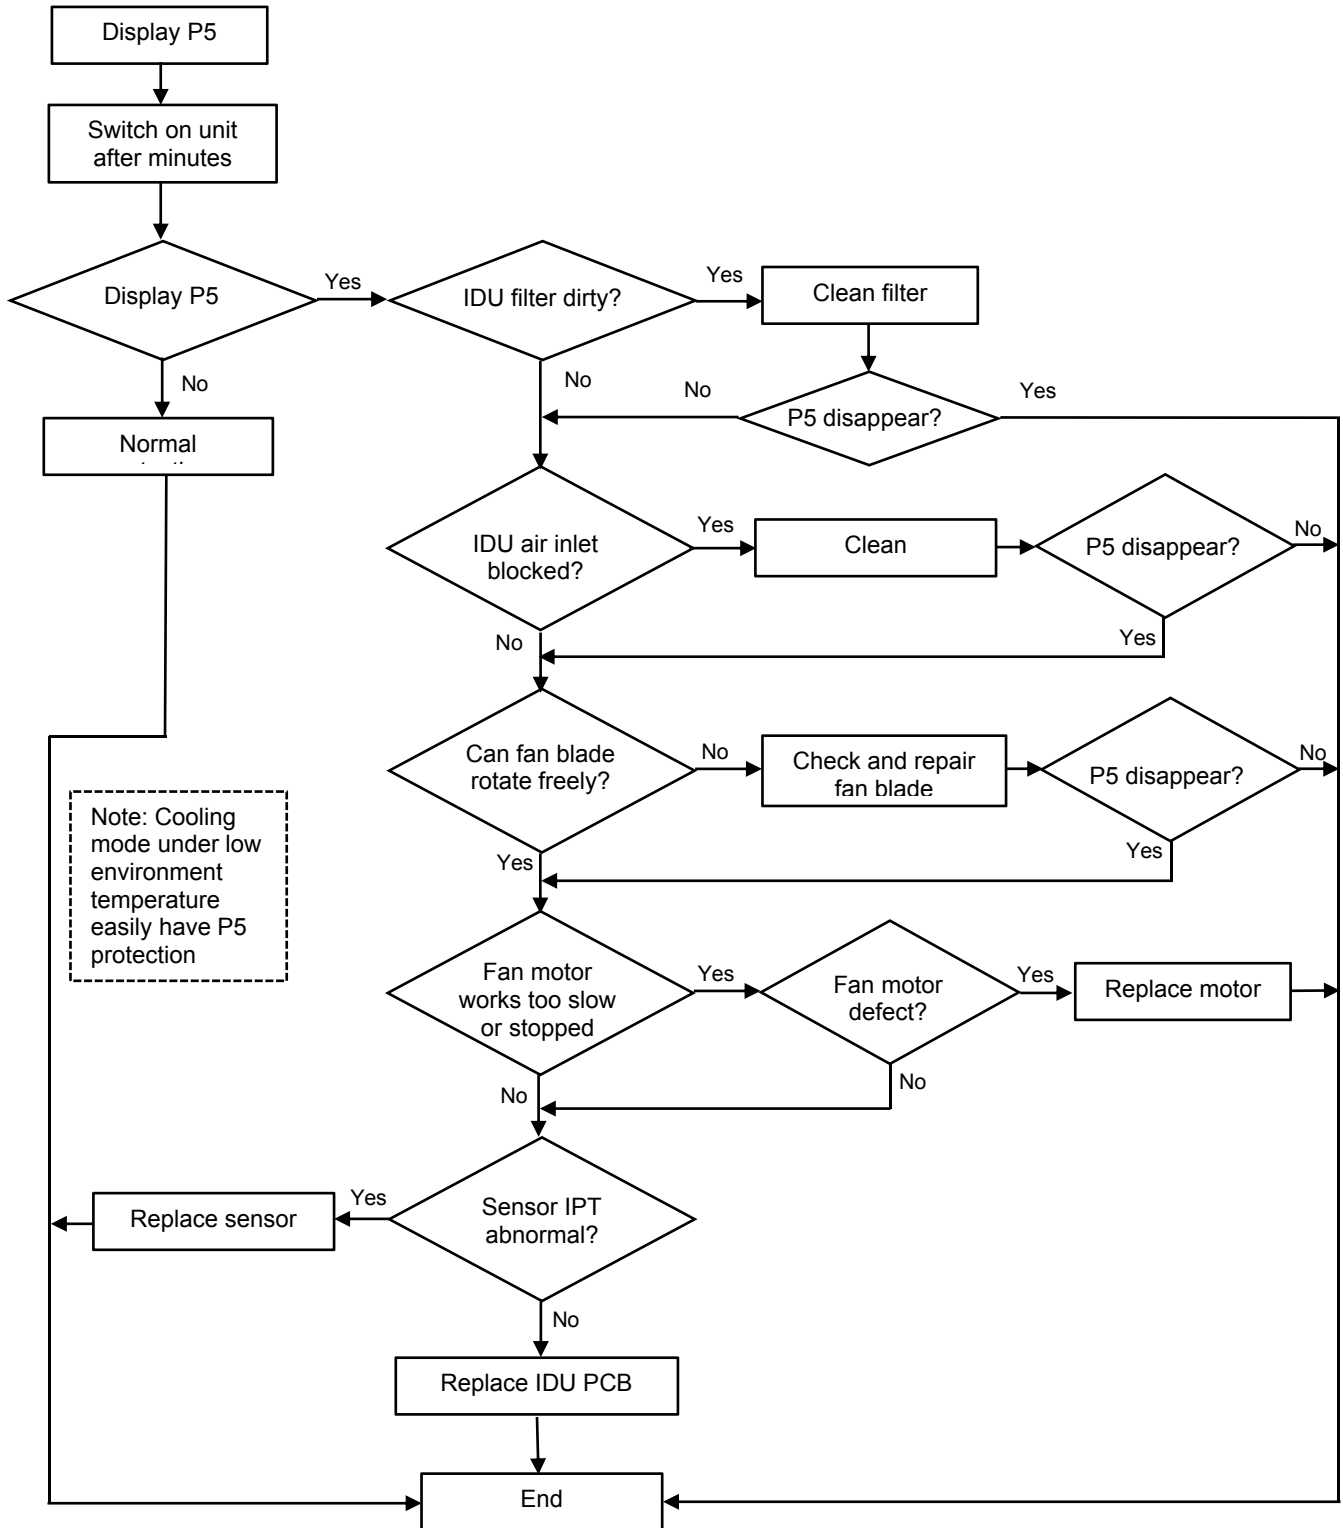 Display P5
Switch on unit
after minutes
Display P5
Yes
IDU filter dirty?
Yes
Clean filter
No
No
No
P5 disappear?
Yes
Normal
IDU air inlet
blocked?
Yes
Clean
P5 disappear?
No
No
Yes
Can fan blade
rotate freely?
No
Check and repair
fan blade
P5 disappear?
No
Yes
Yes
Note: Cooling
mode under low
environment
temperature
easily have P5
protection
Fan motor
works too slow
or stopped
Yes
Fan motor
defect?
Yes
Replace motor
No
No
Sensor IPT
abnormal?
Yes
Replace sensor
No
Replace IDU PCB
End